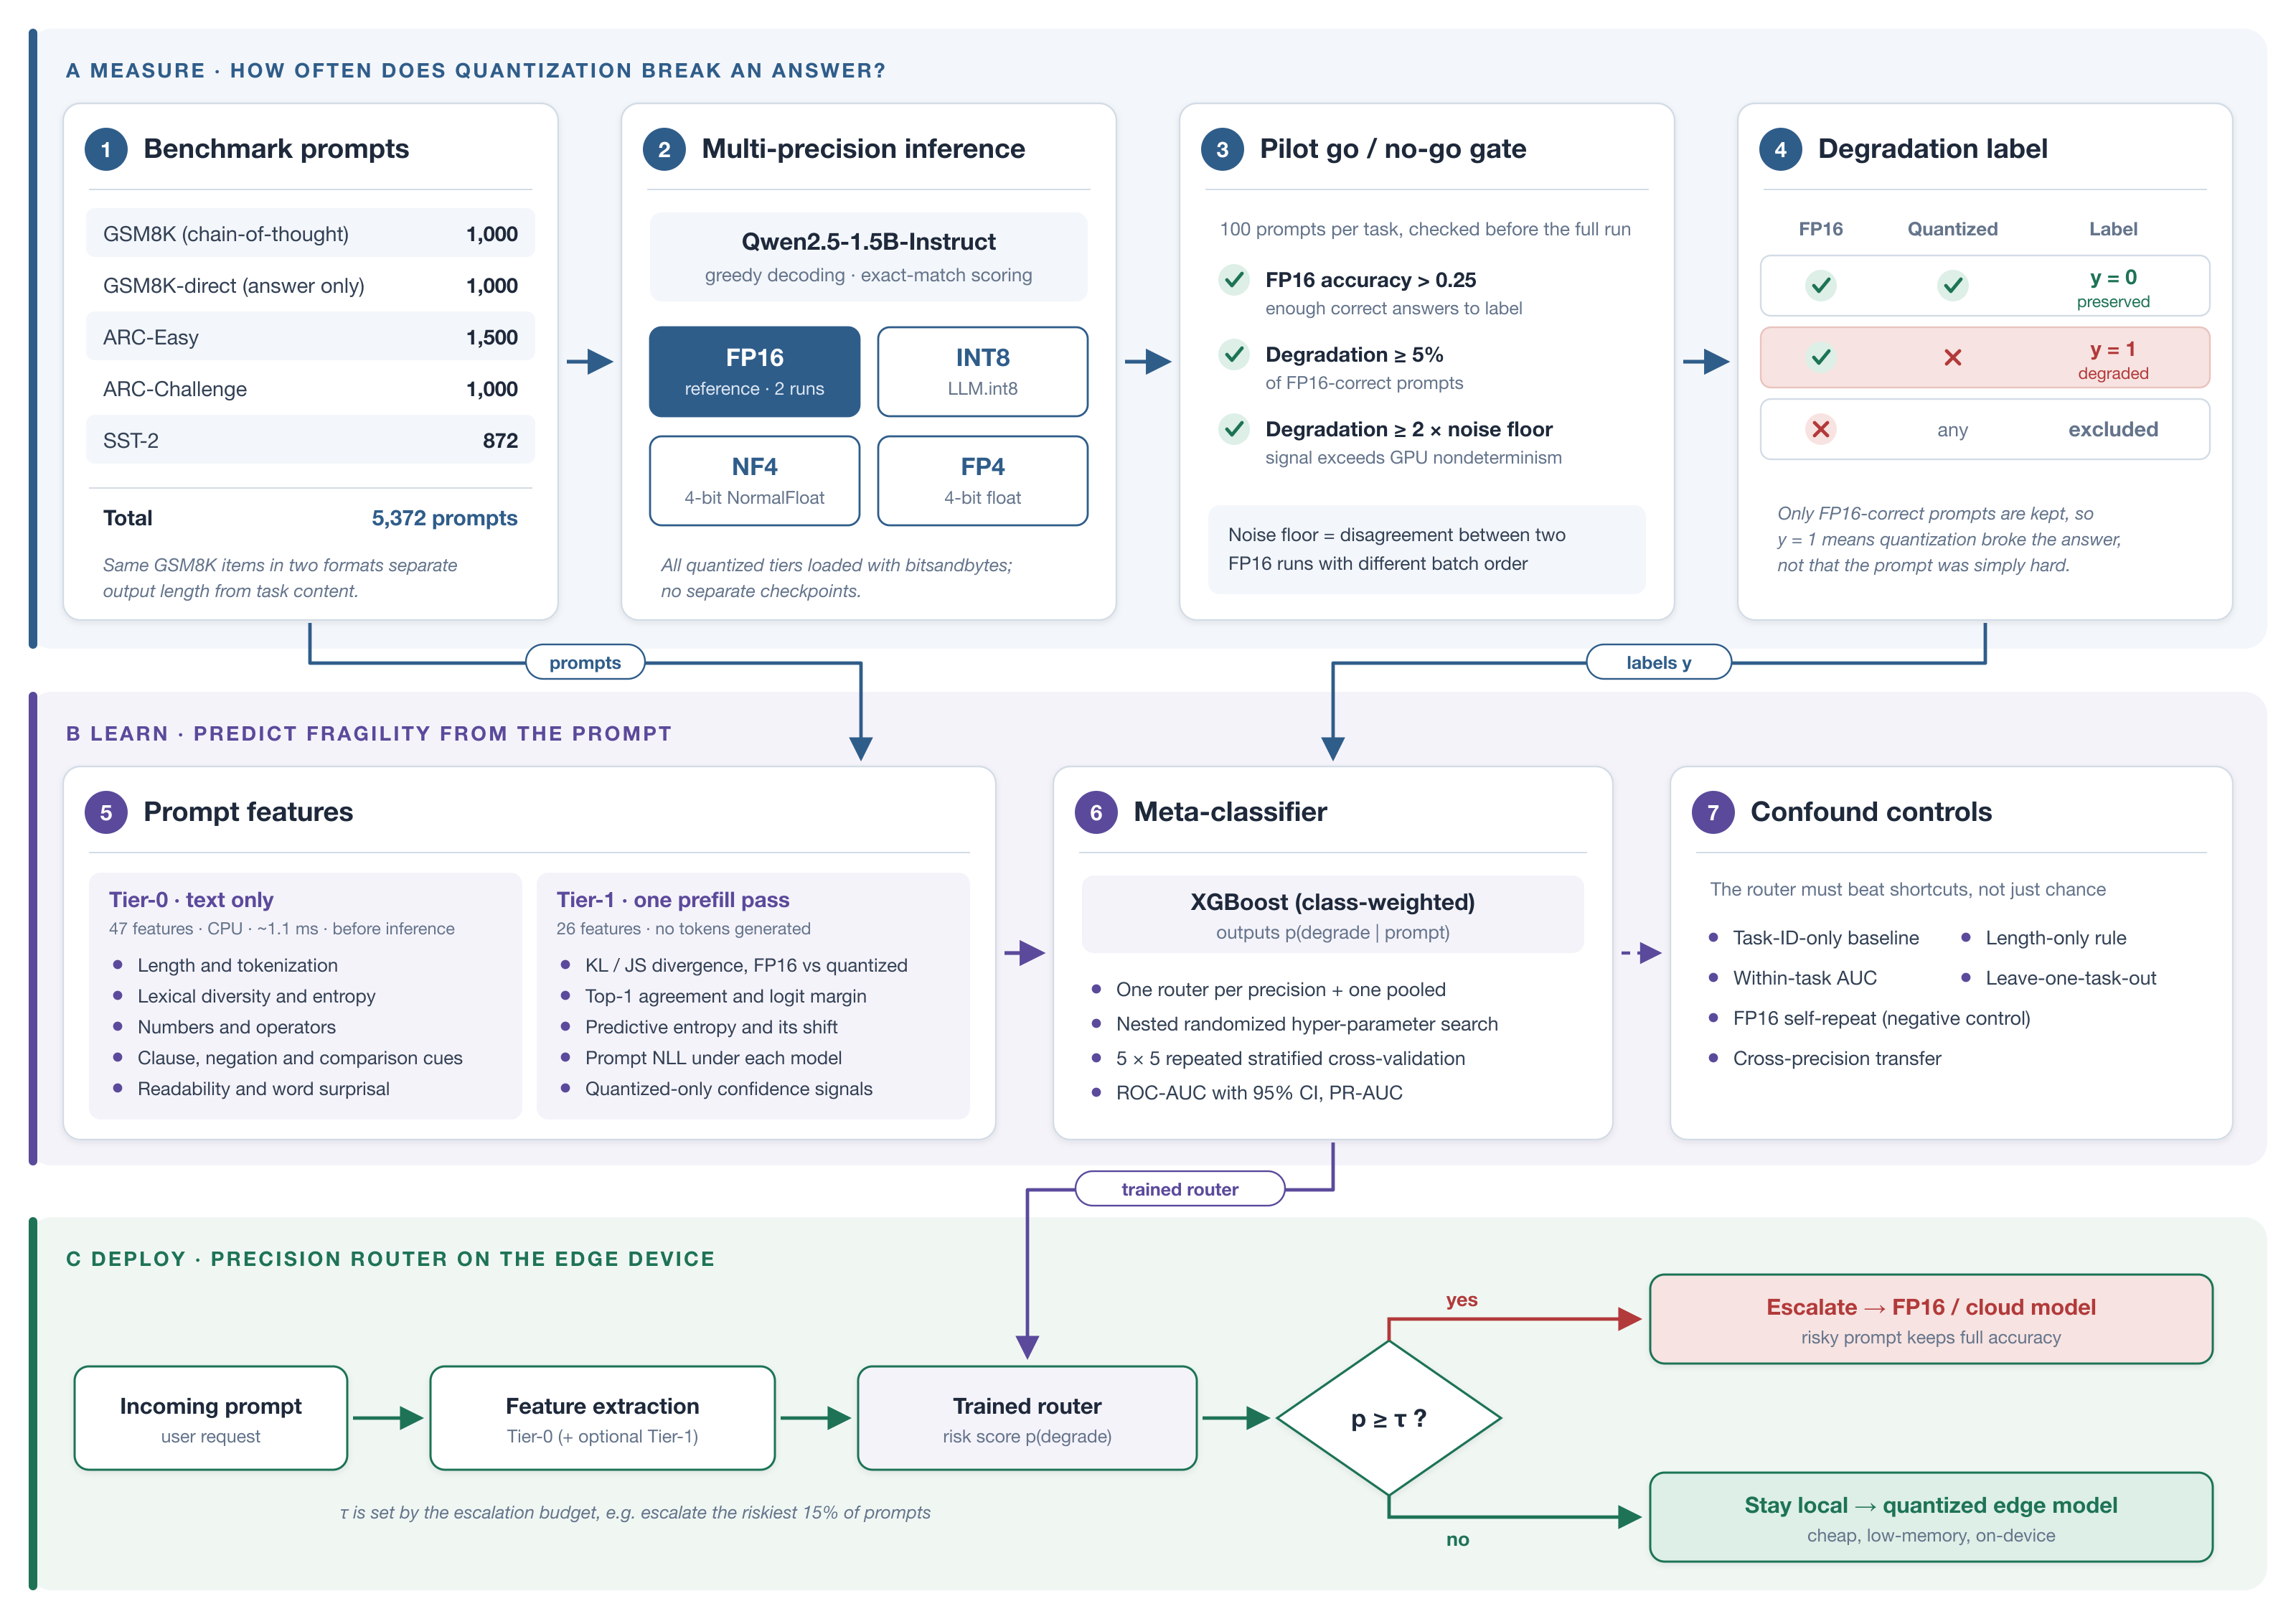 A MEASURE · HOW OFTEN DOES QUANTIZATION BREAK AN ANSWER?
1 Benchmark prompts
GSM8K (chain-of-thought) 1,000
GSM8K-direct (answer only) 1,000
ARC-Easy 1,500
ARC-Challenge 1,000
SST-2 872
Total 5,372 prompts
Same GSM8K items in two formats separate
output length from task content.
2 Multi-precision inference
Qwen2.5-1.5B-Instruct
greedy decoding · exact-match scoring
FP16
reference · 2 runs
INT8
LLM.int8
NF4
4-bit NormalFloat
FP4
4-bit float
All quantized tiers loaded with bitsandbytes;
no separate checkpoints.
3 Pilot go / no-go gate
100 prompts per task, checked before the full run
FP16 accuracy > 0.25
enough correct answers to label
Degradation ≥ 5%
of FP16-correct prompts
Degradation ≥ 2 × noise floor
signal exceeds GPU nondeterminism
Noise floor = disagreement between two
FP16 runs with different batch order
4 Degradation label
FP16 Quantized Label
y = 0
preserved
y = 1
degraded
any excluded
Only FP16-correct prompts are kept, so
y = 1 means quantization broke the answer,
not that the prompt was simply hard.
prompts
labels y
B LEARN · PREDICT FRAGILITY FROM THE PROMPT
5 Prompt features
Tier-0 · text only
47 features · CPU · ~1.1 ms · before inference
Length and tokenization
Lexical diversity and entropy
Numbers and operators
Clause, negation and comparison cues
Readability and word surprisal
Tier-1 · one prefill pass
26 features · no tokens generated
KL / JS divergence, FP16 vs quantized
Top-1 agreement and logit margin
Predictive entropy and its shift
Prompt NLL under each model
Quantized-only confidence signals
6 Meta-classifier
XGBoost (class-weighted)
outputs p(degrade | prompt)
One router per precision + one pooled
Nested randomized hyper-parameter search
5 × 5 repeated stratified cross-validation
ROC-AUC with 95% CI, PR-AUC
7 Confound controls
The router must beat shortcuts, not just chance
Task-ID-only baseline
Length-only rule
Within-task AUC
Leave-one-task-out
FP16 self-repeat (negative control)
Cross-precision transfer
trained router
C DEPLOY · PRECISION ROUTER ON THE EDGE DEVICE
Incoming prompt
user request
Feature extraction
Tier-0 (+ optional Tier-1)
Trained router
risk score p(degrade)
p ≥ τ ?
yes
Escalate → FP16 / cloud model
risky prompt keeps full accuracy
no
Stay local → quantized edge model
cheap, low-memory, on-device
τ is set by the escalation budget, e.g. escalate the riskiest 15% of prompts